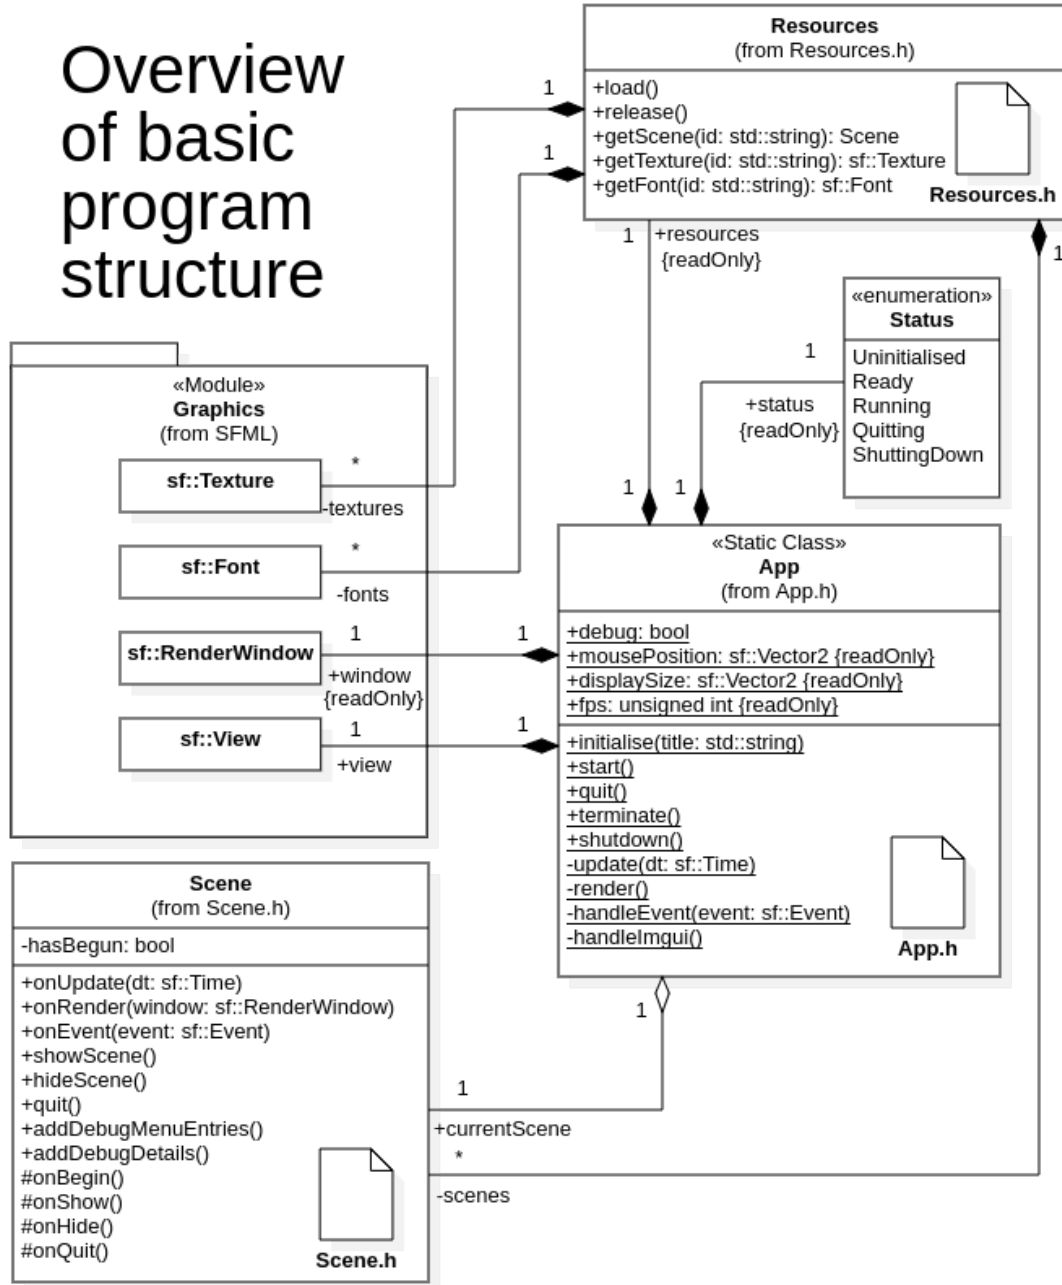 Overview
of basic
program
structure
Resources
(from Resources.h)
+load()
+release()
+getScene(id: std::string): Scene
+getTexture(id: std::string): sf::Texture
+getFont(id: std::string): sf::Font
Resources.h
1
1
1
+resources
{readOnly}
1
«enumeration»
Status
Uninitialised
Ready
Running
Quitting
ShuttingDown
1
+status
{readOnly}
1
1
«Module»
Graphics
(from SFML)
sf::Texture
*
-textures
sf::Font
*
-fonts
sf::RenderWindow
1
1
+window
{readOnly}
sf::View
1
1
+view
«Static Class»
App
(from App.h)
+debug: bool
+mousePosition: sf::Vector2 {readOnly}
+displaySize: sf::Vector2 {readOnly}
+fps: unsigned int {readOnly}
+initialise(title: std::string)
+start()
+quit()
+terminate()
+shutdown()
-update(dt: sf::Time)
-render()
-handleEvent(event: sf::Event)
-handleImgui()
App.h
1
Scene
(from Scene.h)
-hasBegun: bool
+onUpdate(dt: sf::Time)
+onRender(window: sf::RenderWindow)
+onEvent(event: sf::Event)
+showScene()
+hideScene()
+quit()
+addDebugMenuEntries()
+addDebugDetails()
#onBegin()
#onShow()
#onHide()
#onQuit()
Scene.h
1
+currentScene
*
-scenes